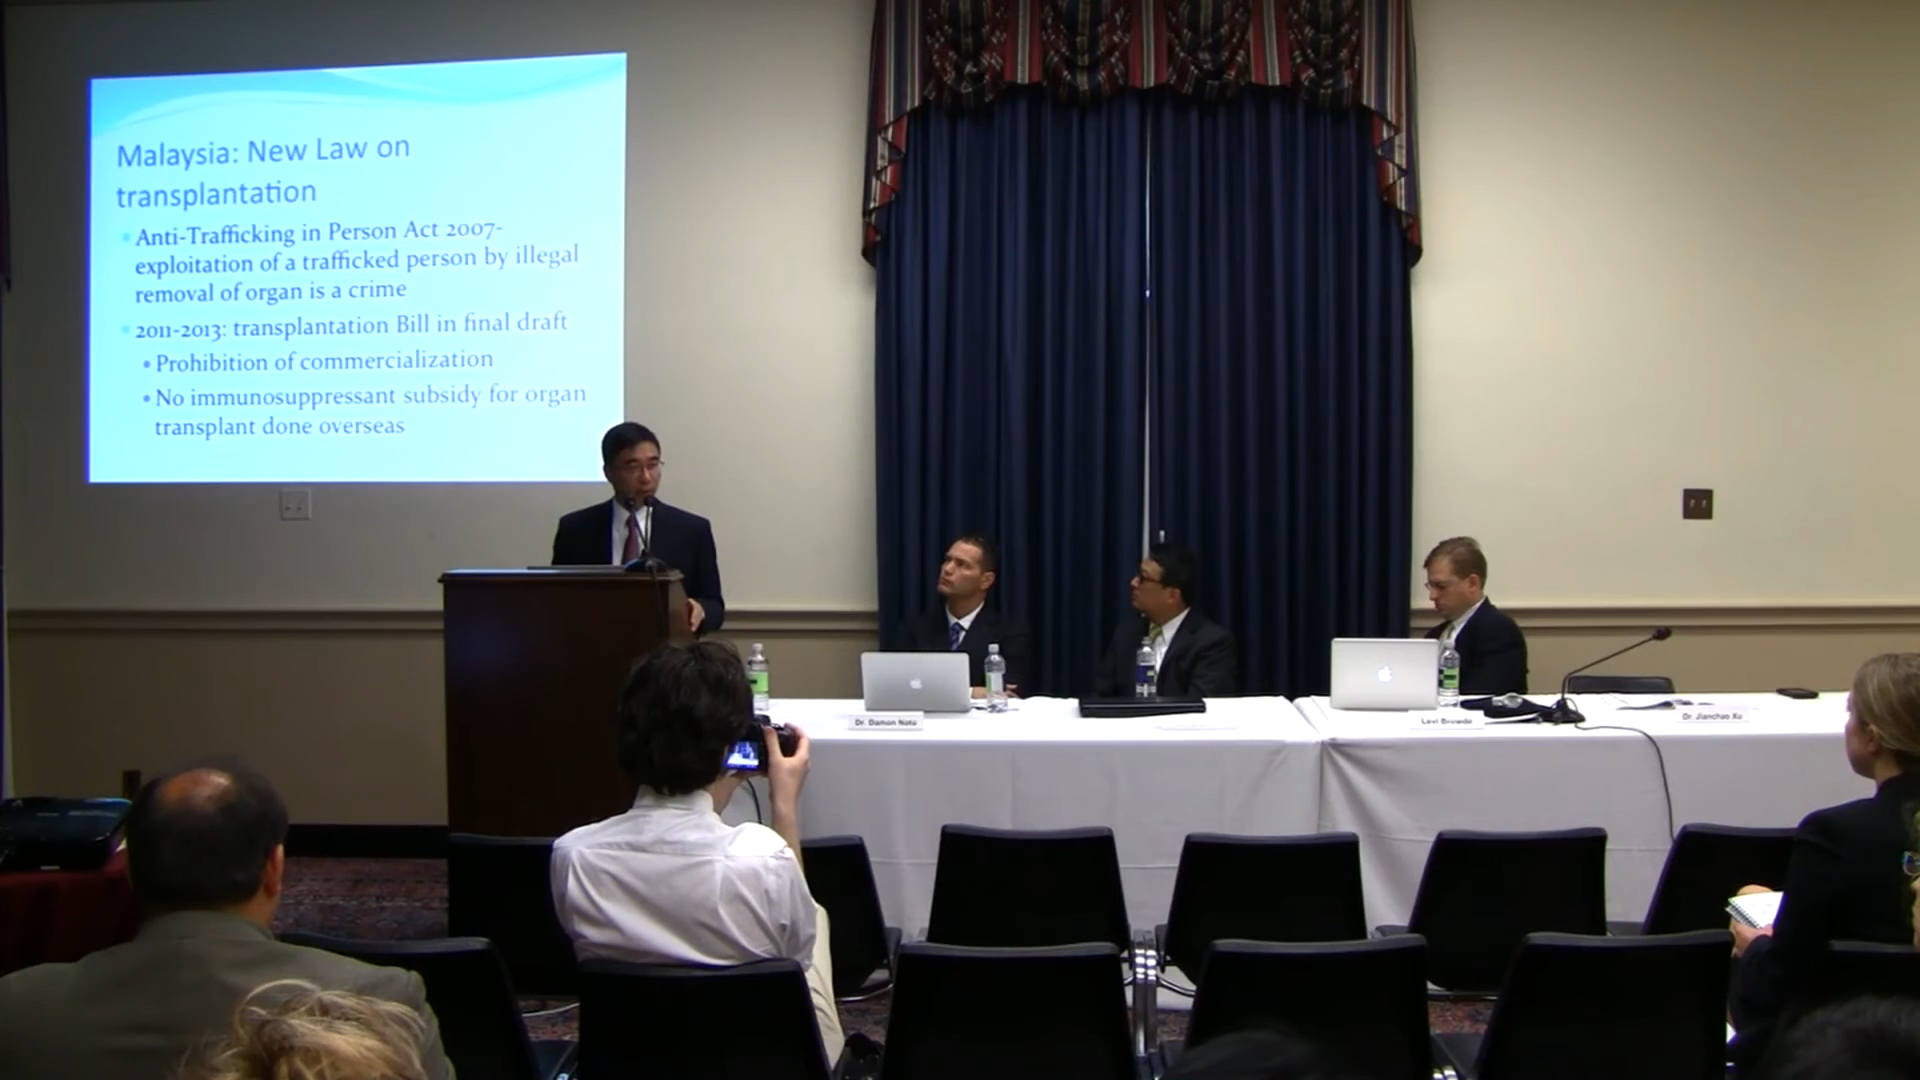 Malaysia: New Law on
transplantation
Anti-Trafficking in Person Act 2007-
exploitation of a trafficked person by illegal
removal of organ is a crime
2011-2013: transplantation Bill in final draft
• Prohibition of commercialization
• No immunosuppressant subsidy for organ
transplant done overseas
Dr. Damon Noto
Levi Browde
Dr. Jianchao Xu